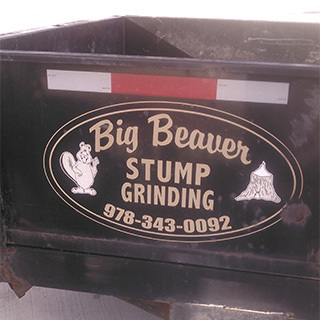 Big Beaver
STUMP
GRINDING
978-343-0092